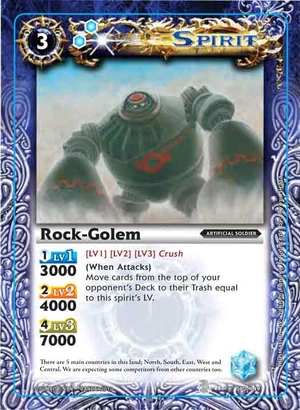 3
SPIRIT
Rock-Golem
ARTIFICIAL SOLDIER
1 LV1
3000
2 LV2
4000
4 LV3
7000
[LV1] [LV2] [LV3] Crush
(When Attacks)
Move cards from the top of your
opponent's Deck to their Trash equal
to this spirit's LV.
There are 5 main countries in this land; North, South, East, West and
Central. We are expecting some competitors from other countries too.